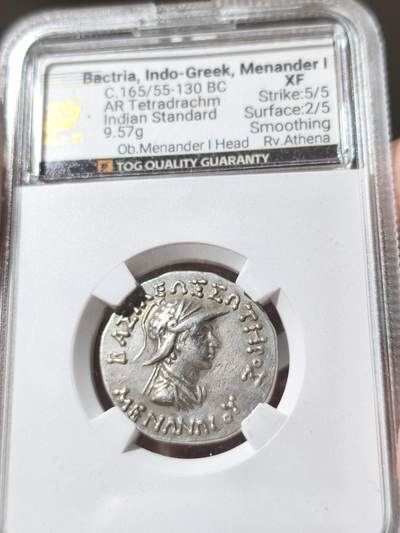 Bactria, Indo-Greek, Menander I
XF
C.165/55-130 BC
Strike:5/5
AR Tetradrachm
Surface:2/5
Indian Standard
Smoothing
9.57g
Ob.Menander I Head Rv.Athena
TOG QUALITY GUARANTY
ΒΑΣΙΛΕΩΣ ΣΩΤΗΡΟΣ
ΜΕΝΑΝΔΡΟΥ